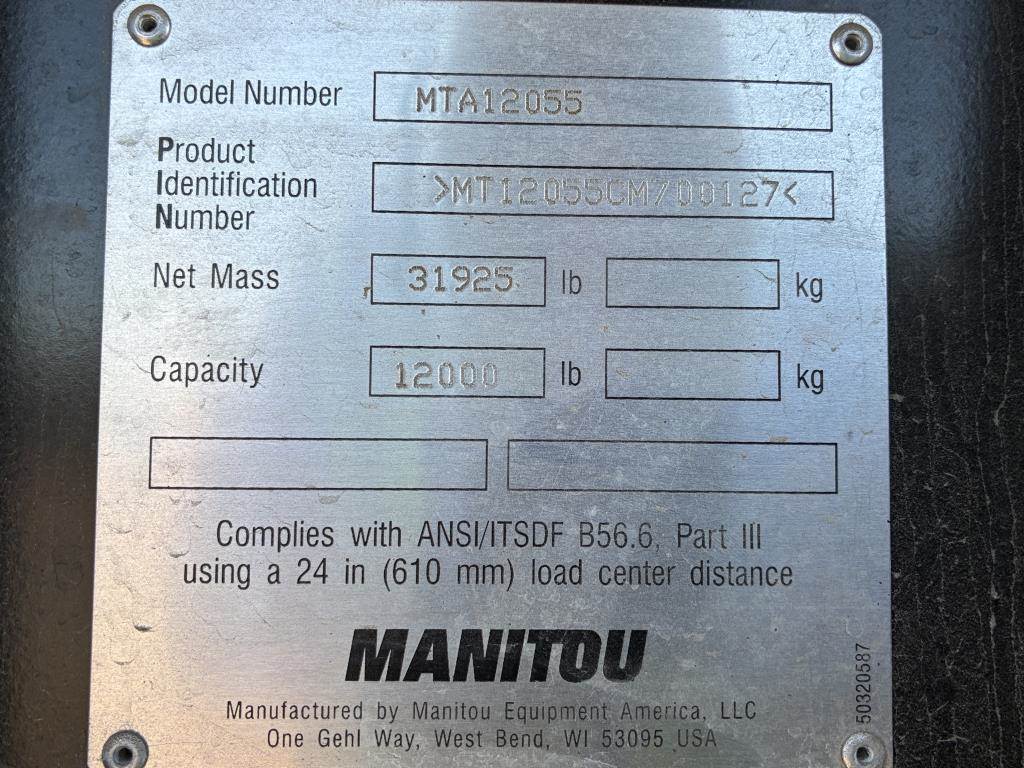 Model Number MTA12055
Product
Identification >MT12055CM700127<
Number
Net Mass 31925 lb kg
Capacity 12000 lb kg
Complies with ANSI/ITSDF B56.6, Part III
using a 24 in (610 mm) load center distance
MANITOU
Manufactured by Manitou Equipment America, LLC
One Gehl Way, West Bend, WI 53095 USA
50320587